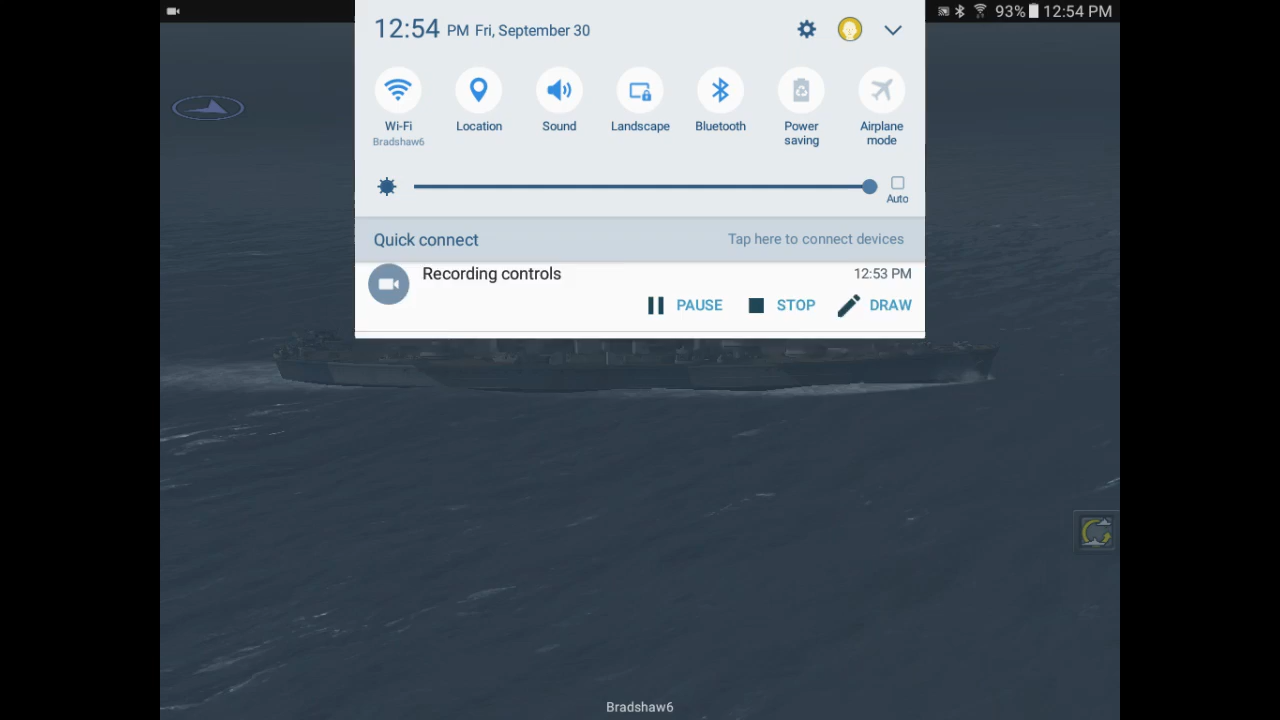 12:54 PM Fri, September 30
93% 12:54 PM
Wi-Fi
Bradshaw6
Location
Sound
Landscape
Bluetooth
Power
saving
Airplane
mode
Auto
Quick connect
Tap here to connect devices
Recording controls
12:53 PM
PAUSE
STOP
DRAW
Bradshaw6